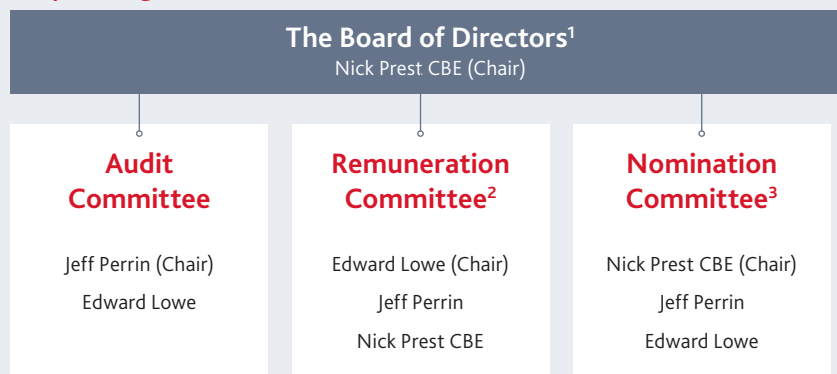 The Board of Directors¹
Nick Prest CBE (Chair)
Audit
Committee
Jeff Perrin (Chair)
Edward Lowe
Remuneration
Committee²
Edward Lowe (Chair)
Jeff Perrin
Nick Prest CBE
Nomination
Committee³
Nick Prest CBE (Chair)
Jeff Perrin
Edward Lowe